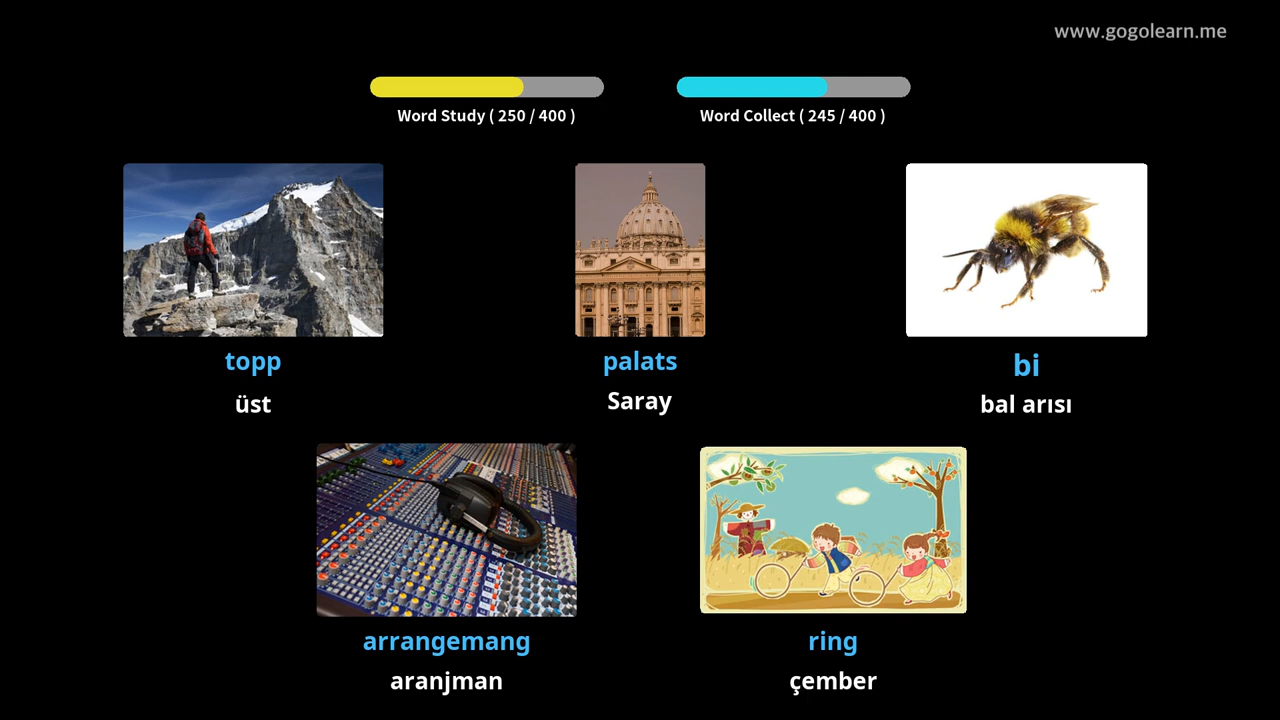 www.gogolearn.me
Word Study ( 250 / 400 )
Word Collect ( 245 / 400 )
topp
üst
palats
Saray
bi
bal arısı
arrangemang
aranjman
ring
çember